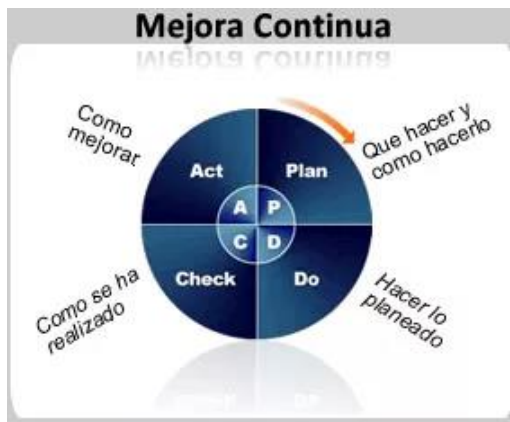 Mejora Continua
Como
mejorar
Que hacer y
como hacerlo
Act
Plan
A
P
C
D
Check
Do
Como se ha
realizado
Hacer lo
planeado